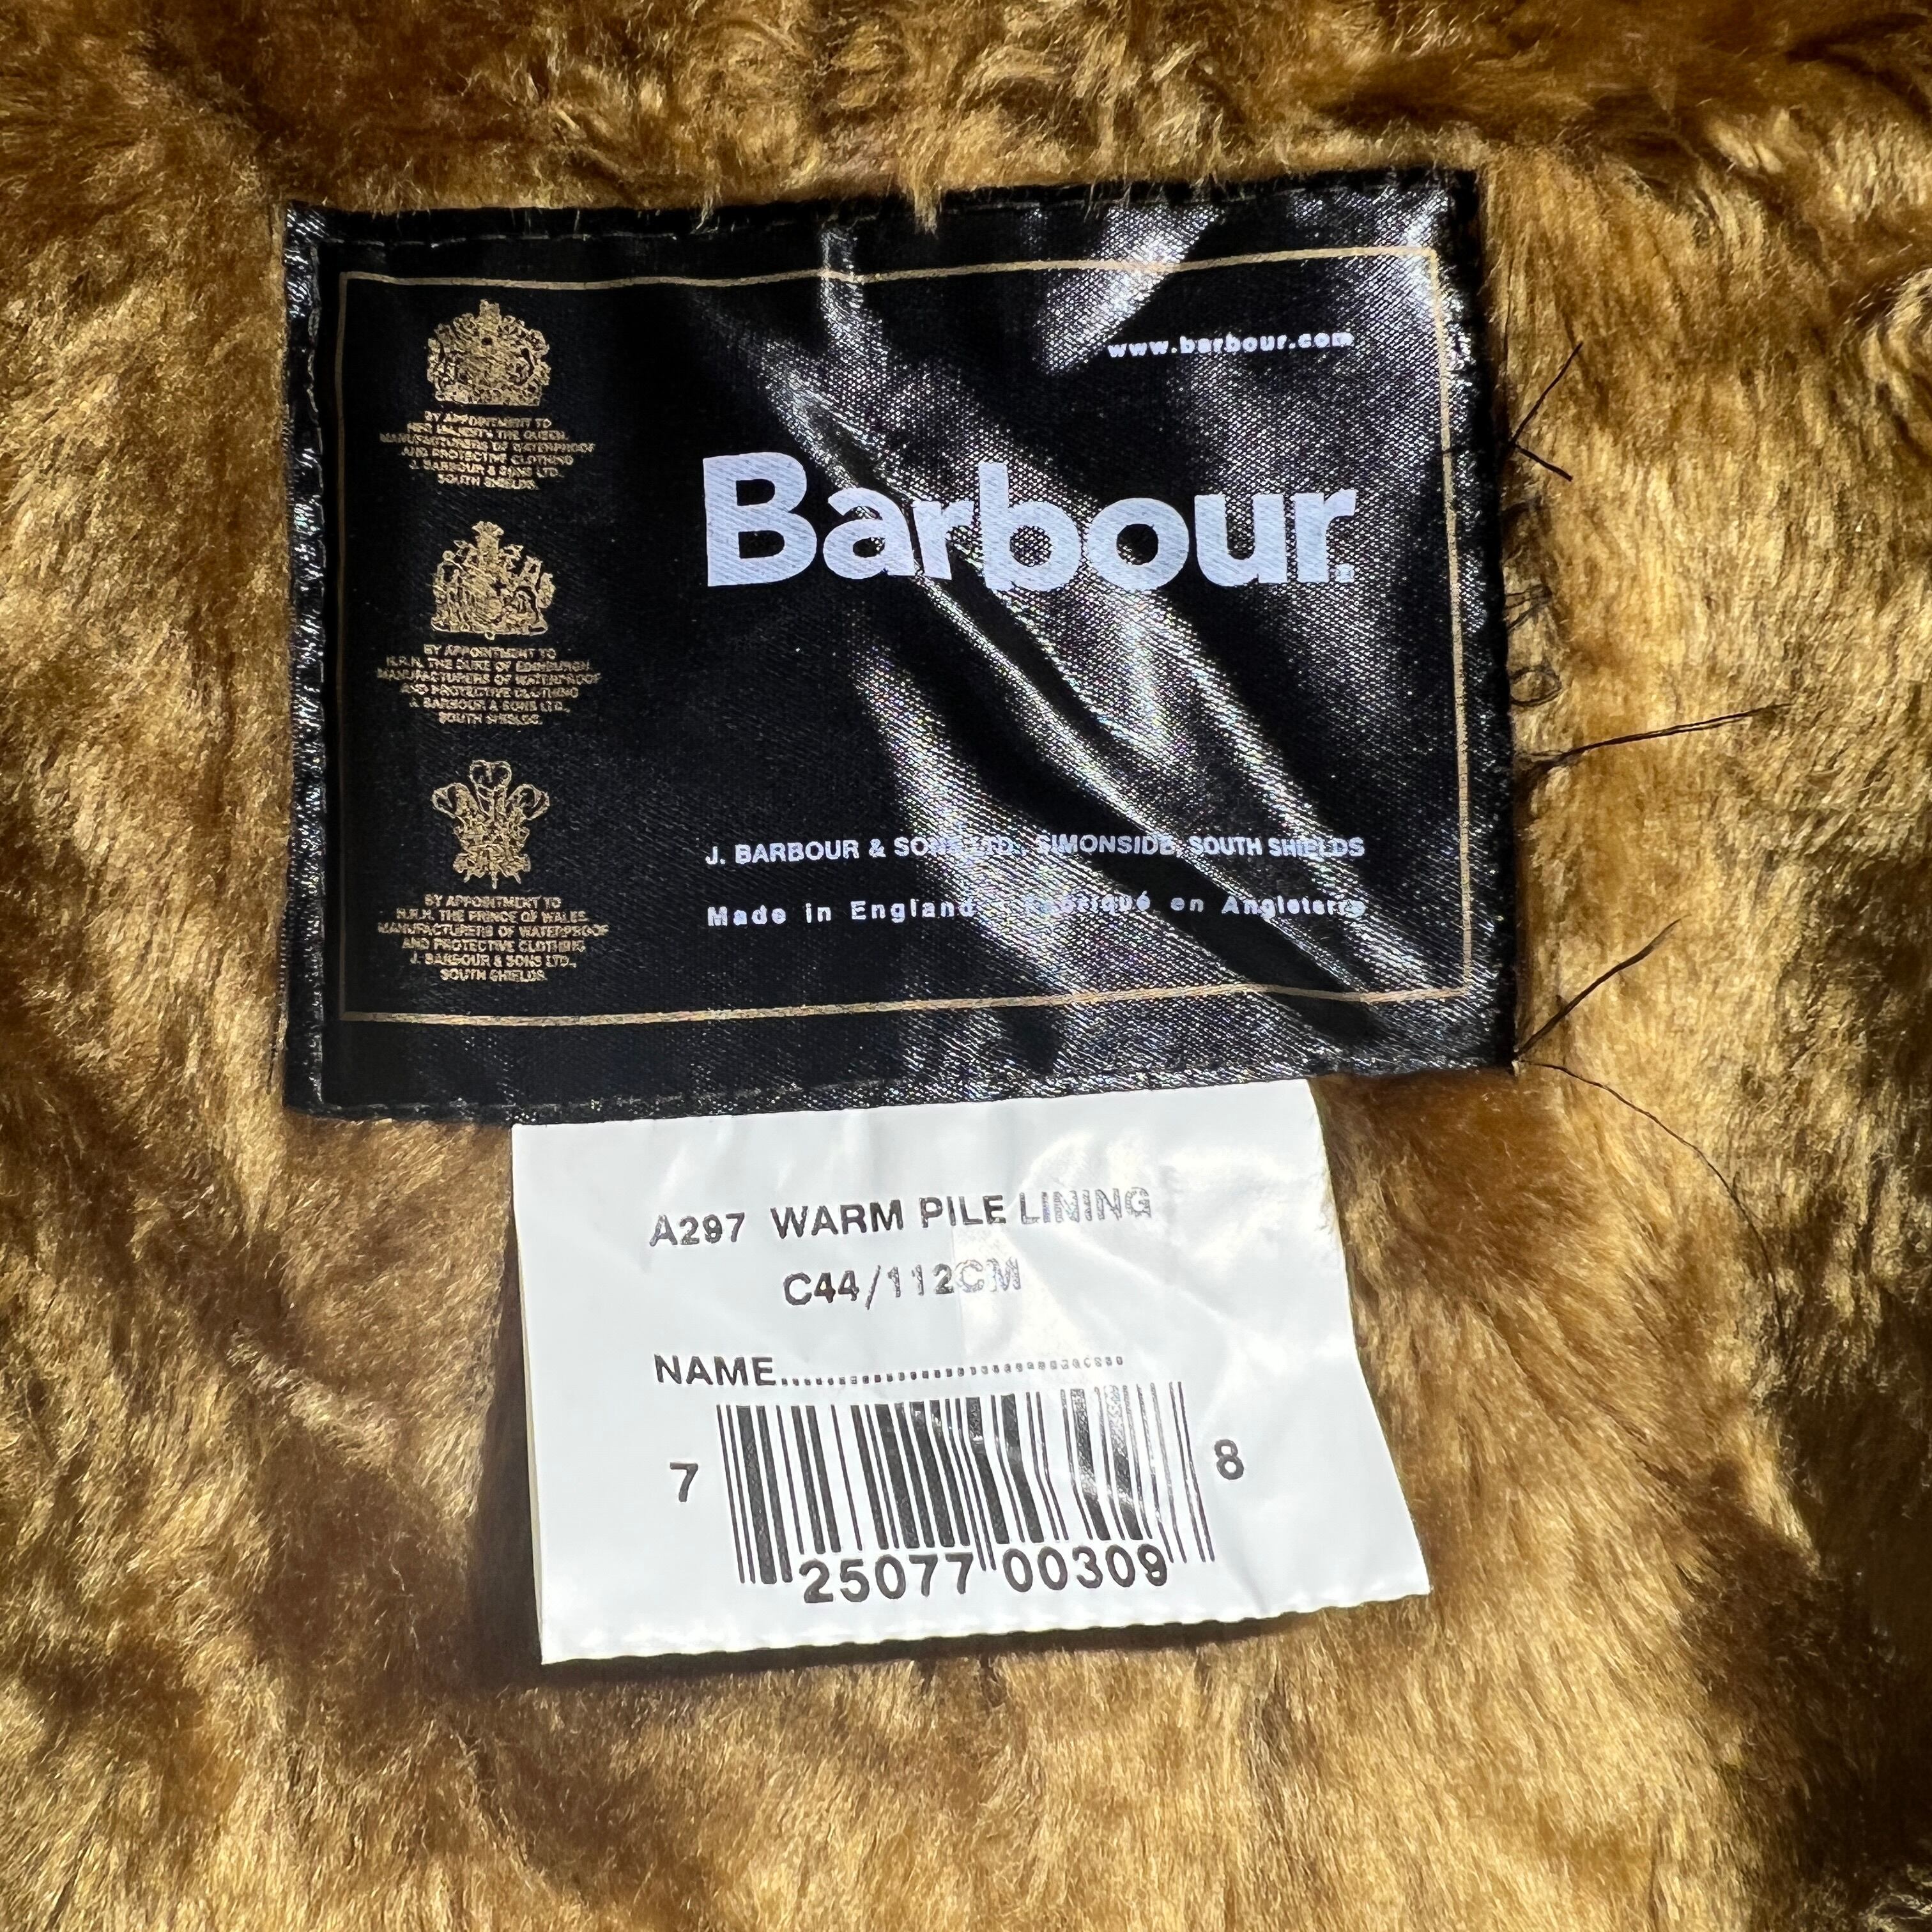 www.barbour.com
Barbour.
BY APPOINTMENT TO
HER MAJESTY THE QUEEN,
MANUFACTURERS OF WATERPROOF
AND PROTECTIVE CLOTHING
J. BARBOUR & SONS LTD.,
SOUTH SHIELDS.
BY APPOINTMENT TO
H.R.H. THE DUKE OF EDINBURGH
MANUFACTURERS OF WATERPROOF
AND PROTECTIVE CLOTHING
J. BARBOUR & SONS LTD.,
SOUTH SHIELDS.
BY APPOINTMENT TO
H.R.H. THE PRINCE OF WALES,
MANUFACTURERS OF WATERPROOF
AND PROTECTIVE CLOTHING
J. BARBOUR & SONS LTD.,
SOUTH SHIELDS.
J. BARBOUR & SONS LTD., SIMONSIDE, SOUTH SHIELDS
Made in England Fabriqué en Angleterre
A297 WARM PILE LINING
C44/112CM
NAME..............................
7 25077 00309 8